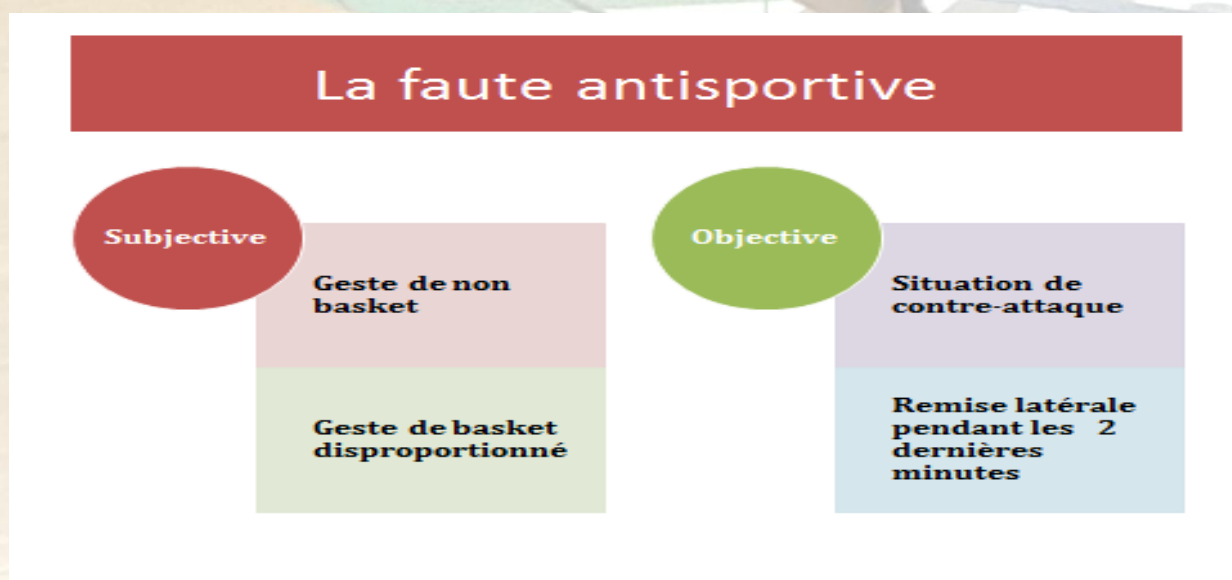 La faute antisportive
Subjective
Geste de non
basket
Geste de basket
disproportionné
Objective
Situation de
contre-attaque
Remise latérale
pendant les 2
dernières
minutes